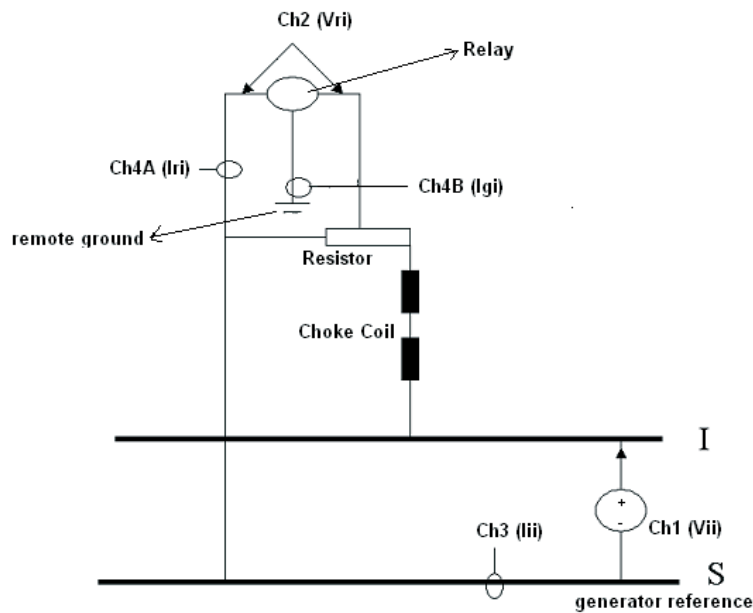 Ch2 (Vri)
Relay
Ch4A (Iri)
Ch4B (Igi)
remote ground
Resistor
Choke Coil
I
+
-
Ch3 (Iii)
Ch1 (Vii)
S
generator reference